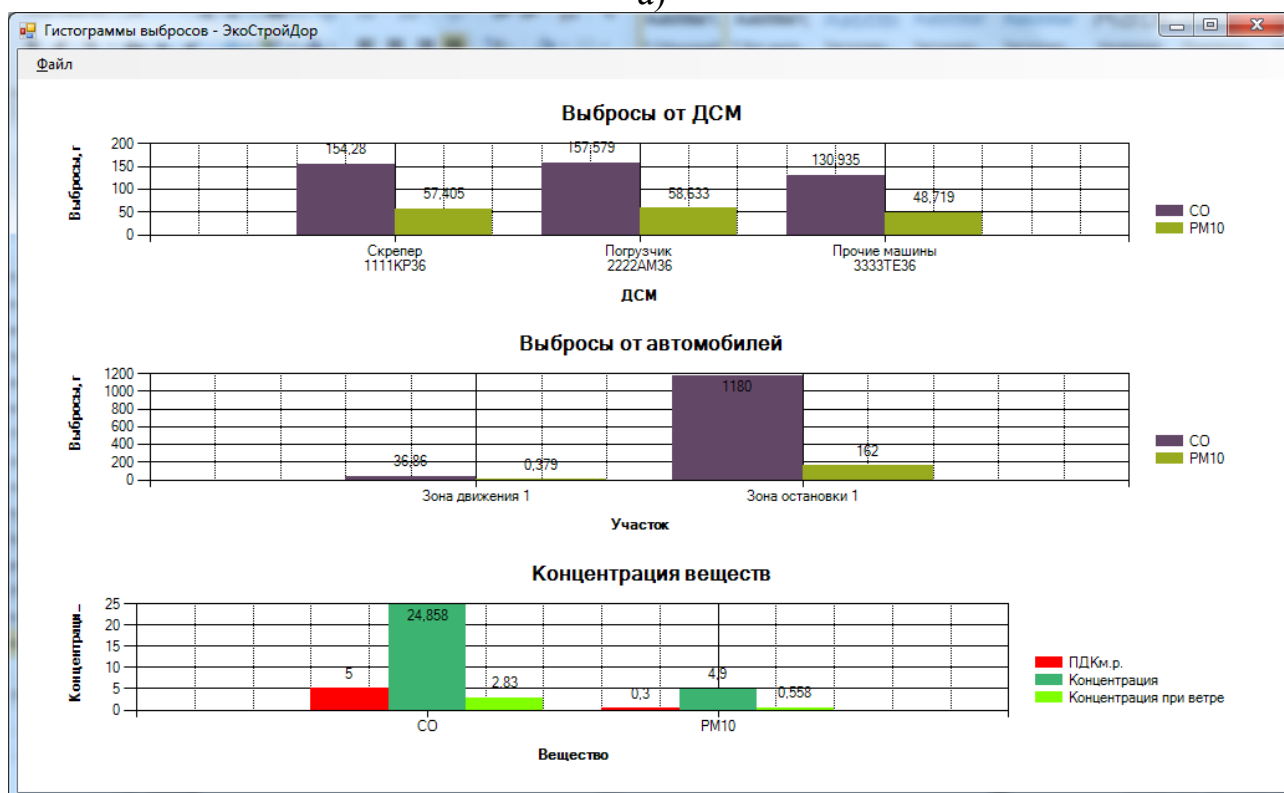 а)
Гистограммы выбросов - ЭкоСтройДор
Файл
Выбросы от ДСМ
Выбросы, г
200
150
100
50
0
154,28
57,405
157,579
58,633
130,935
48,719
Скрепер
1111КР36
Погрузчик
2222АМ36
Прочие машины
3333ТЕ36
ДСМ
CO
PM10
Выбросы от автомобилей
Выбросы, г
1200
1000
800
600
400
200
0
36,86
0,379
1180
162
Зона движения 1
Зона остановки 1
Участок
CO
PM10
Концентрация веществ
Концентраци...
25
20
15
10
5
0
5
24,858
2,83
0,3
4,9
0,558
CO
PM10
Вещество
ПДКм.р.
Концентрация
Концентрация при ветре